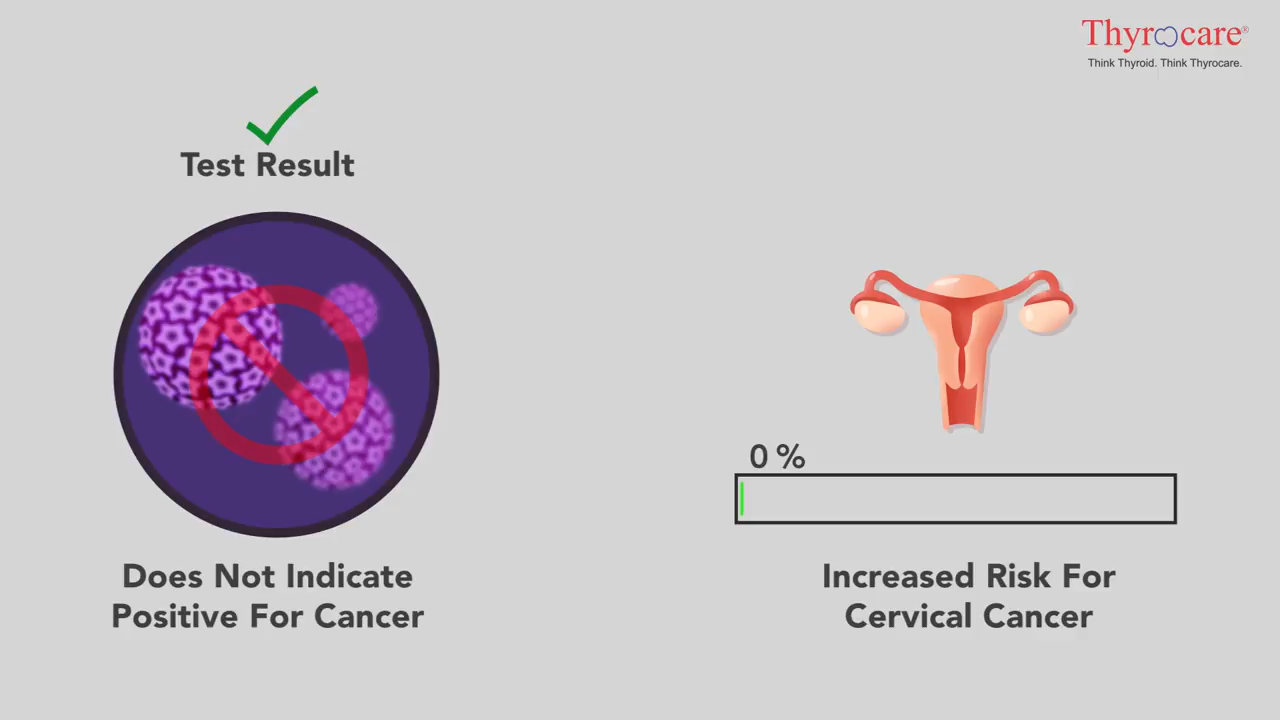 Thyrocare®
Think Thyroid. Think Thyrocare.
Test Result
Does Not Indicate
Positive For Cancer
0 %
Increased Risk For
Cervical Cancer